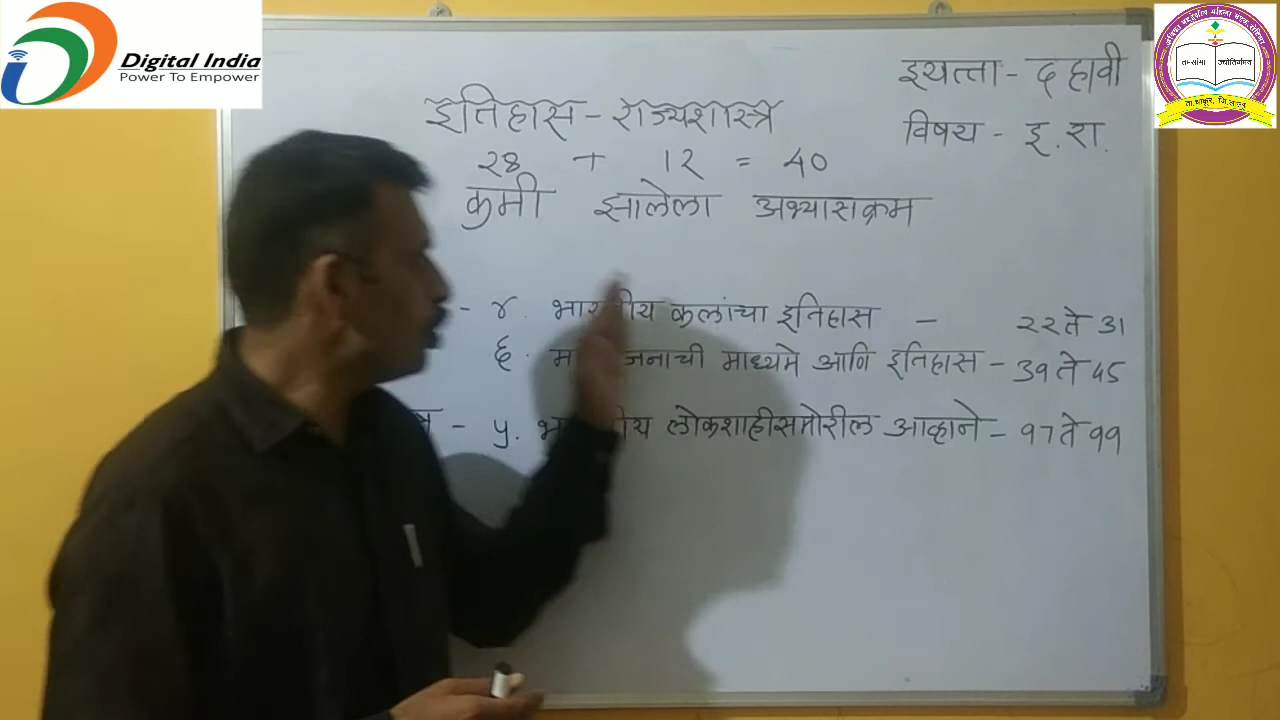 Digital India
Power To Empower
इयत्ता - दहावी
विषय - इ. रा.
इतिहास - राज्यशास्त्र
२८ + १२ = ४०
कमी झालेला अभ्यासक्रम
- ४. भारतीय कलांचा इतिहास - २२ ते ३१
६. माध्यमे आणि इतिहास - ३९ ते ४५
- ५. लोकशाहीसमोरील आव्हाने - ९७ ते ९९